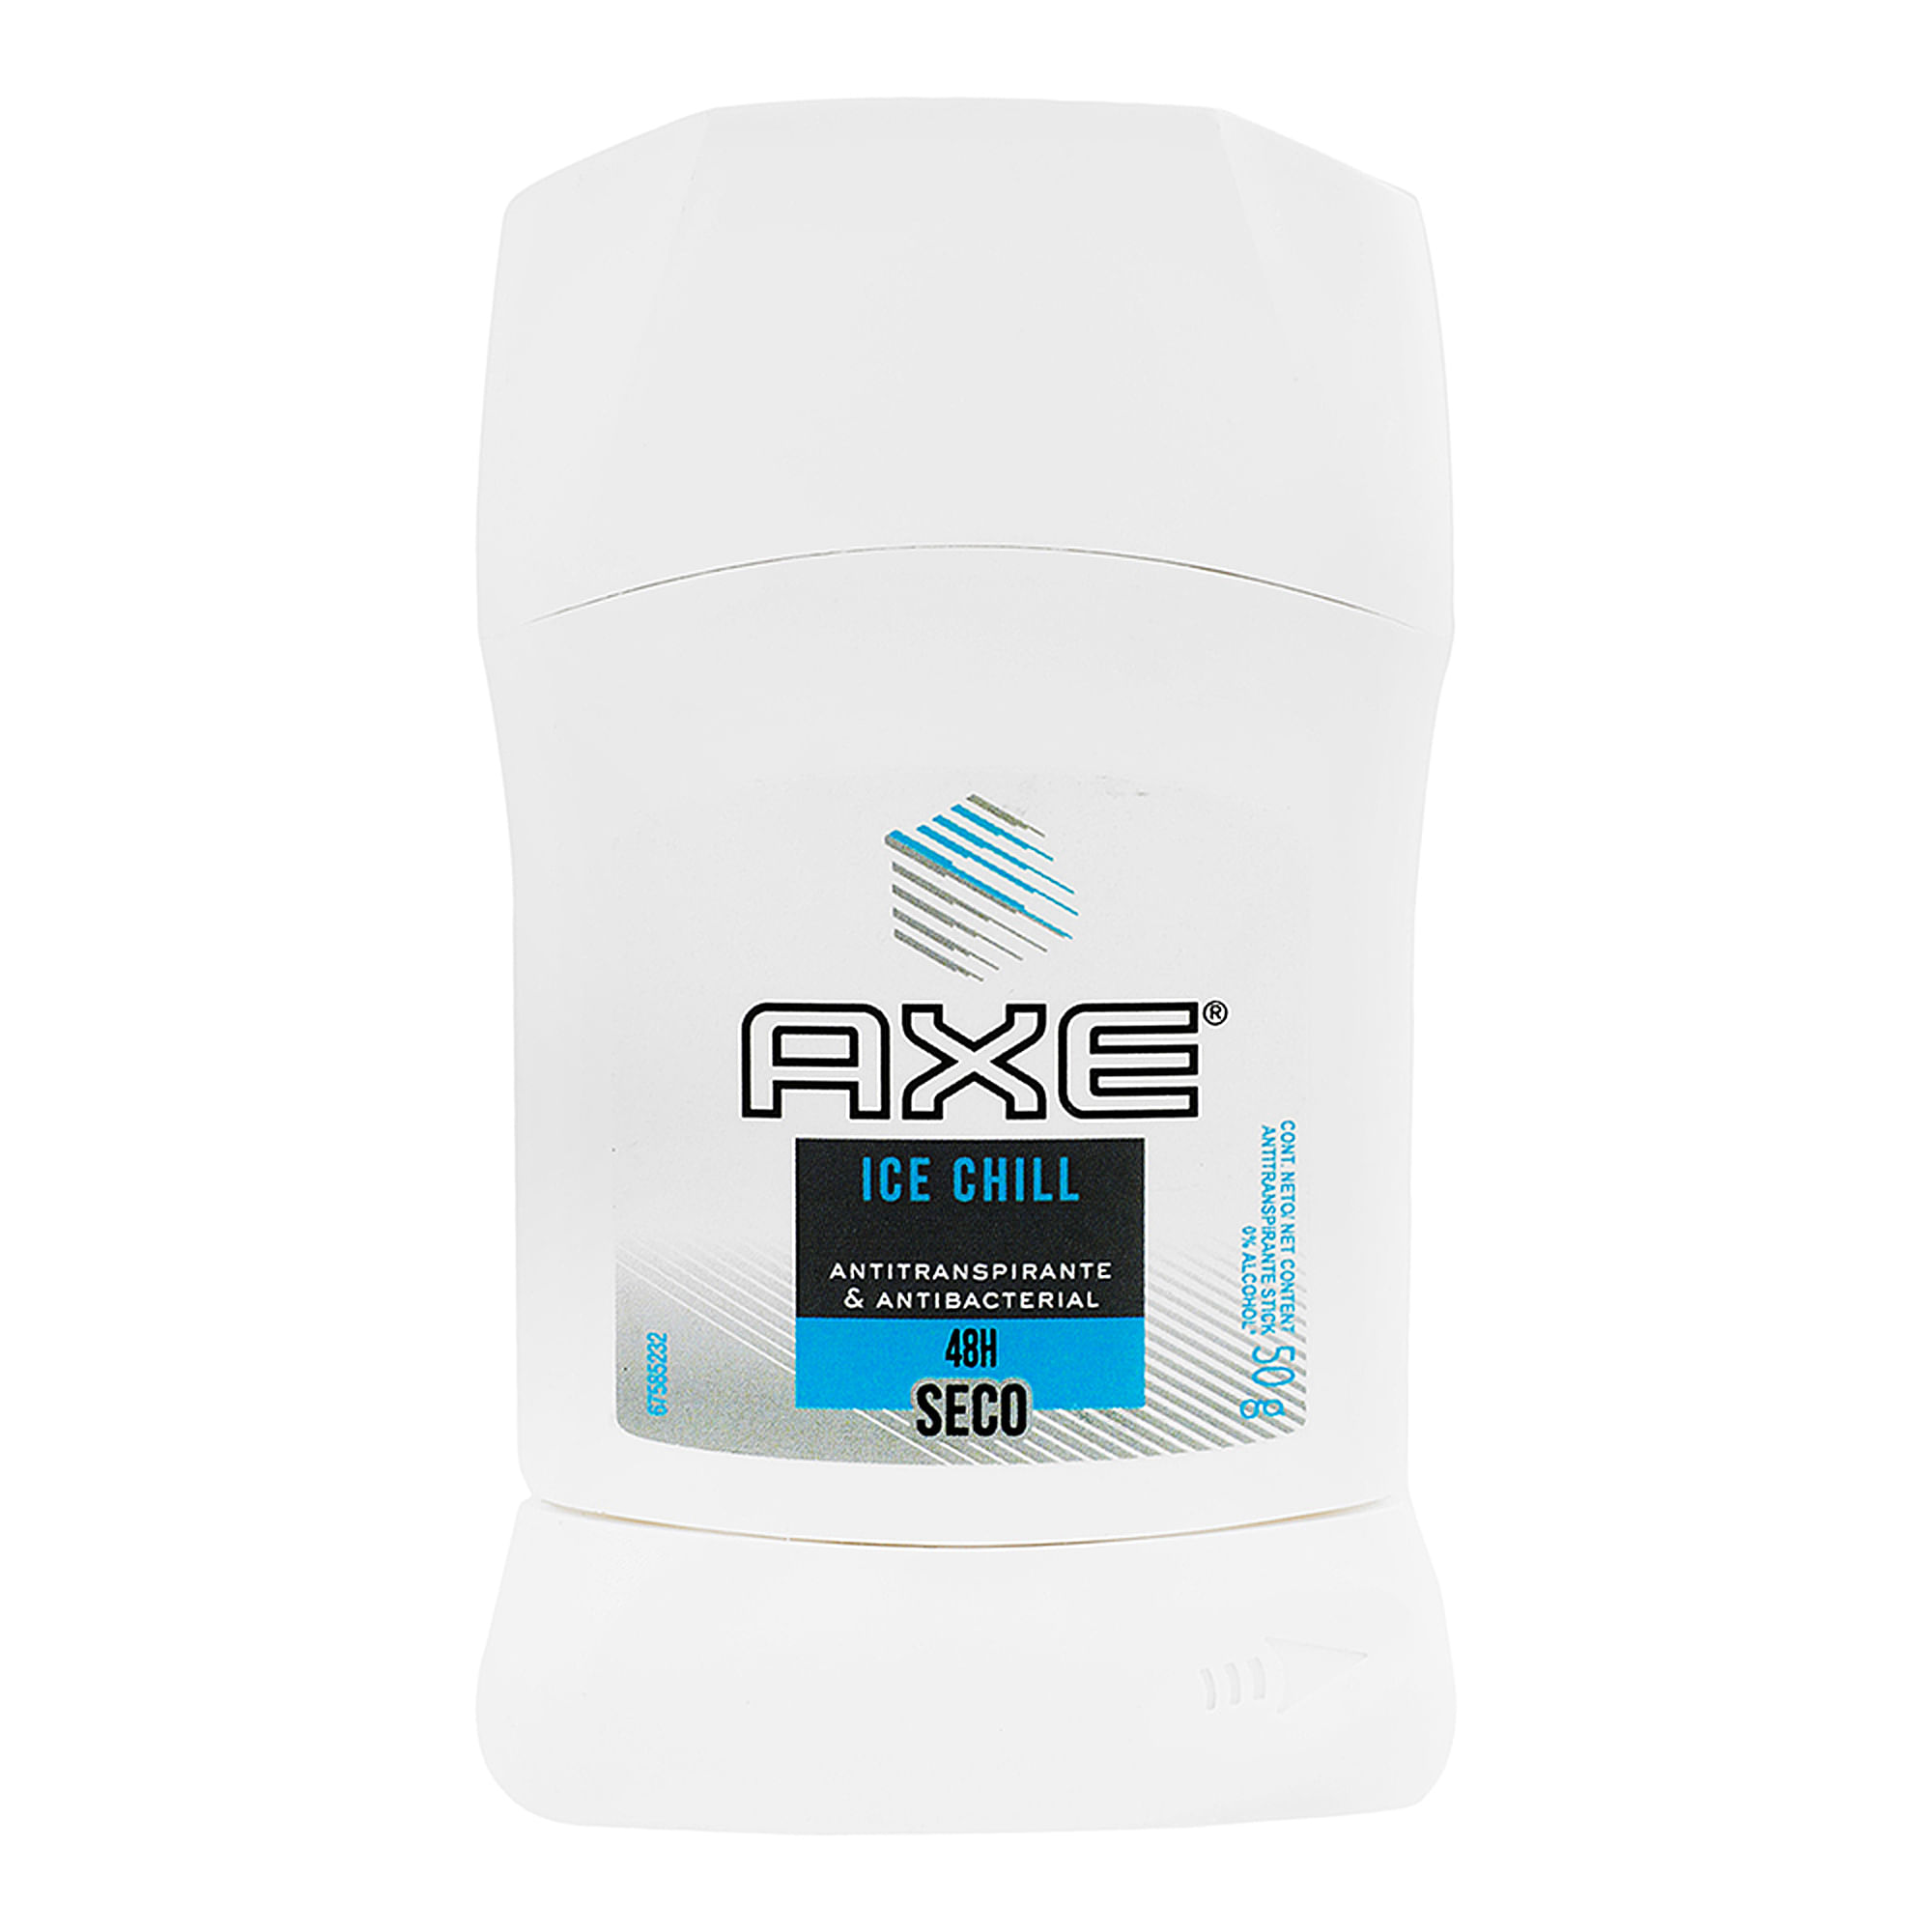 AXE®
ICE CHILL
ANTITRANSPIRANTE
& ANTIBACTERIAL
48H
SECO
67585232
CONT. NETO/ NET CONTENT
ANTITRANSPIRANTE STICK
0% ALCOHOL*
50 g